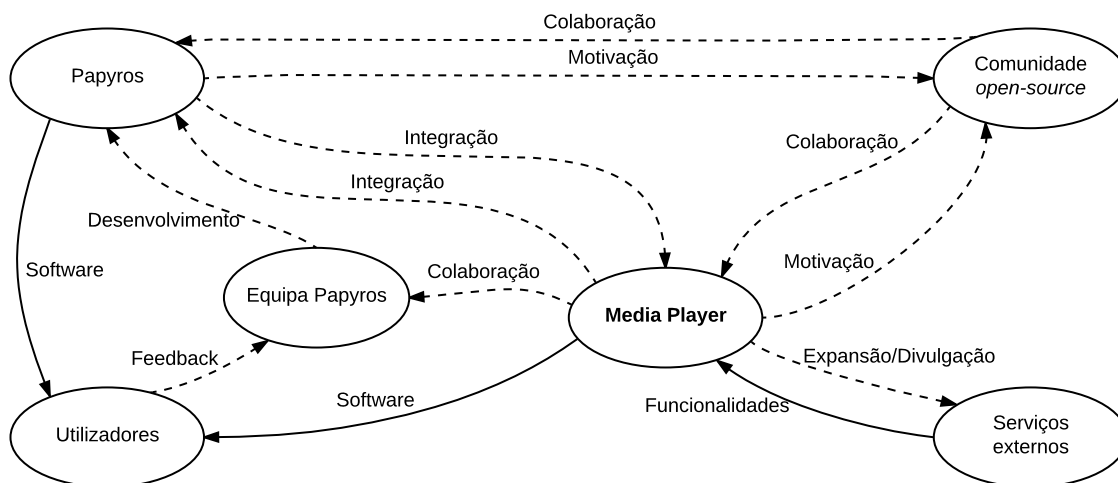 Colaboração
Papyros
Motivação
Comunidade
open-source
Integração
Colaboração
Integração
Desenvolvimento
Software
Colaboração
Motivação
Equipa Papyros
Media Player
Feedback
Expansão/Divulgação
Software
Funcionalidades
Utilizadores
Serviços
externos